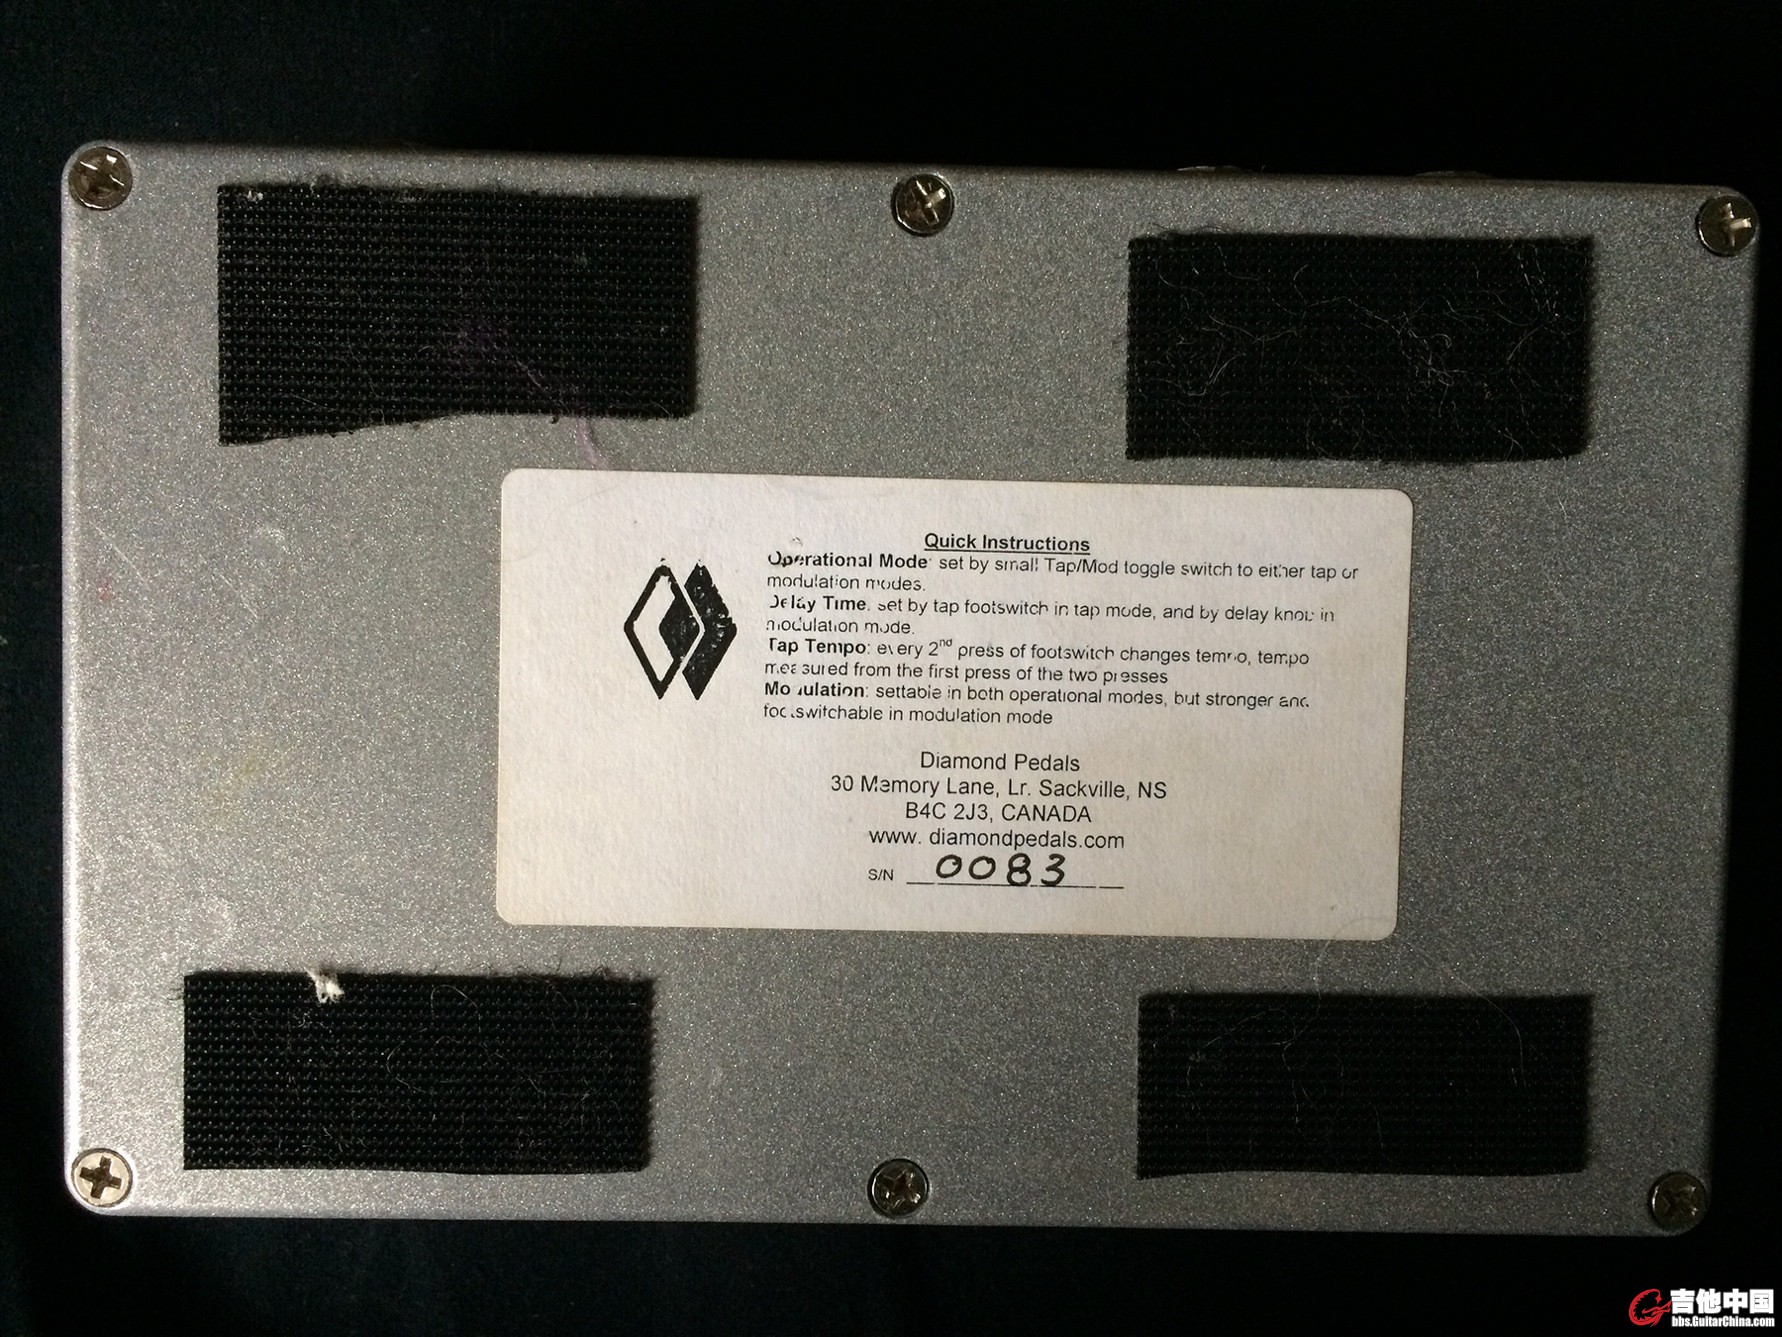 Quick Instructions
Operational Mode: set by small Tap/Mod toggle switch to either tap or
modulation modes.
Delay Time: set by tap footswitch in tap mode, and by delay knob in
modulation mode.
Tap Tempo: every 2nd press of footswitch changes tempo, tempo
measured from the first press of the two presses
Modulation: settable in both operational modes, but stronger and
footswitchable in modulation mode
Diamond Pedals
30 Memory Lane, Lr. Sackville, NS
B4C 2J3, CANADA
www. diamondpedals.com
S/N 0083
吉他中国
bbs.GuitarChina.com